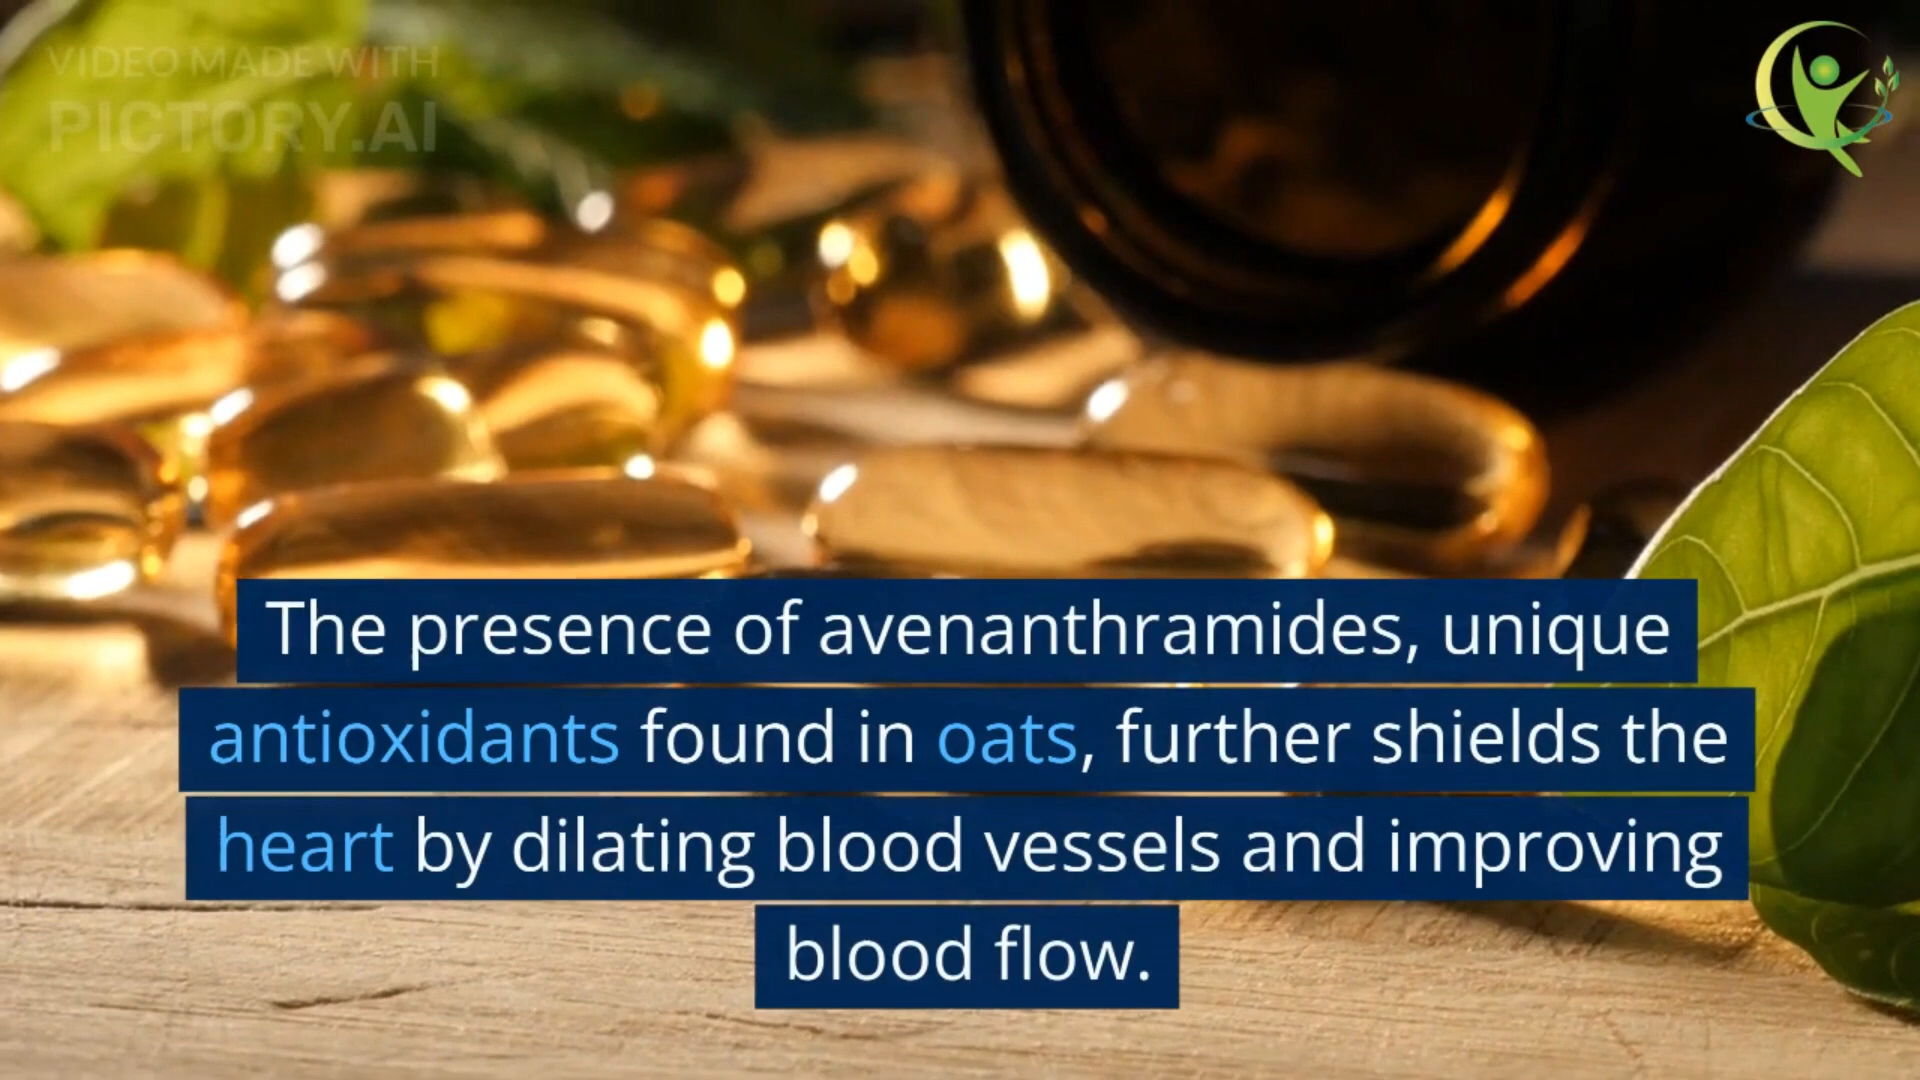 VIDEO MADE WITH
PICTORY.AI
The presence of avenanthramides, unique
antioxidants found in oats, further shields the
heart by dilating blood vessels and improving
blood flow.